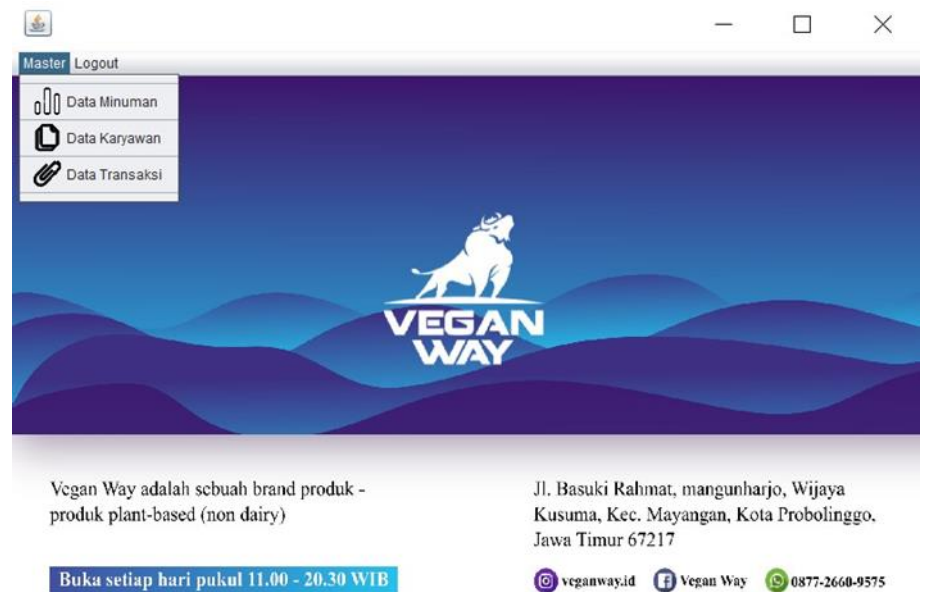 Master Logout
Data Minuman
Data Karyawan
Data Transaksi
VEGAN
WAY
Vegan Way adalah sebuah brand produk -
produk plant-based (non dairy)
Buka setiap hari pukul 11.00 - 20.30 WIB
Jl. Basuki Rahmat, mangunharjo, Wijaya
Kusuma, Kec. Mayangan, Kota Probolinggo,
Jawa Timur 67217
veganway.id Vegan Way 0877-2660-9575